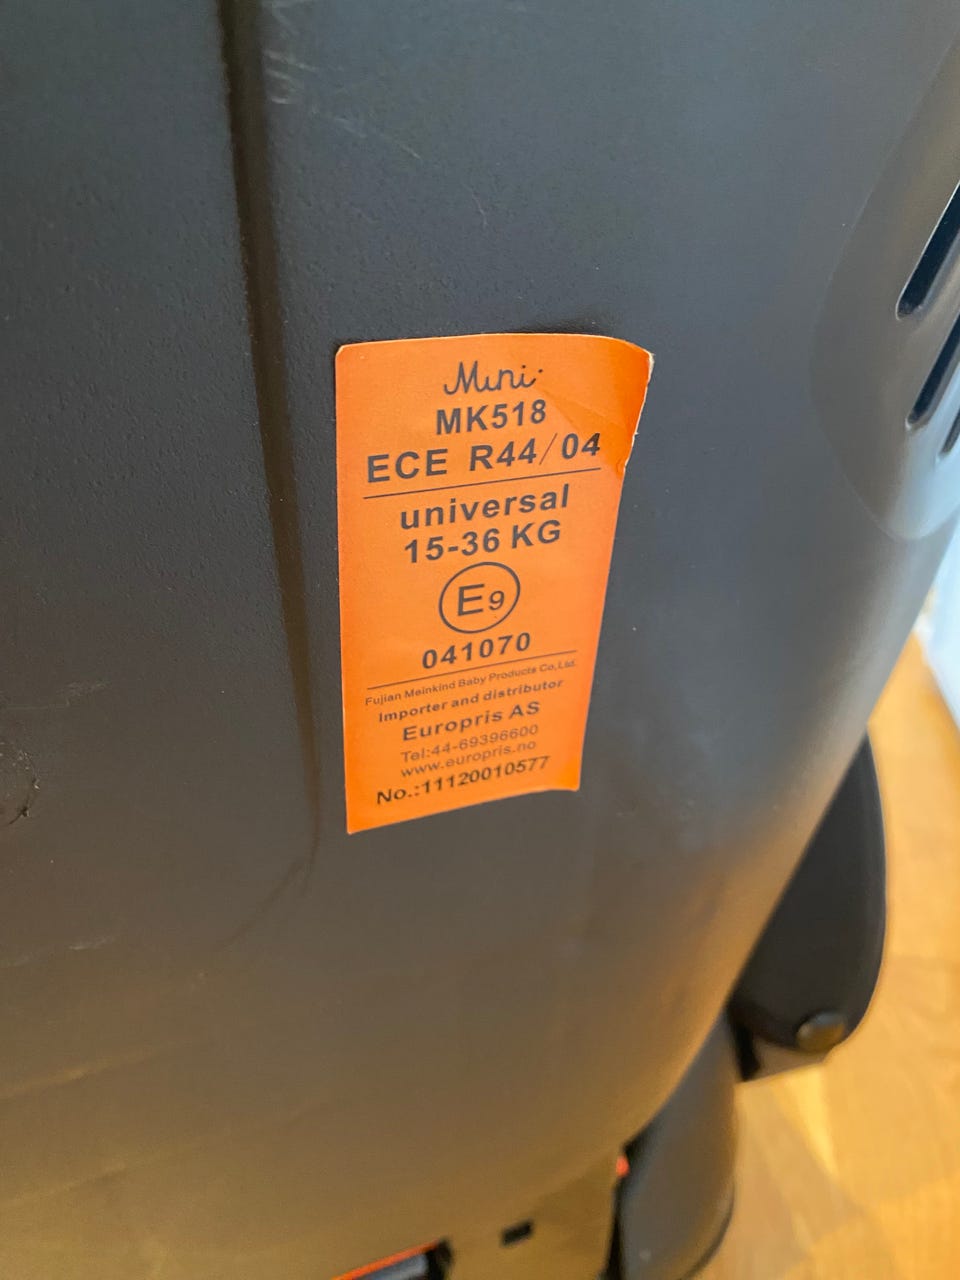 Mini
MK518
ECE R44/04
universal
15-36 KG
E9
041070
Fujian Meinkind Baby Products Co,Ltd.
Importer and distributor
Europris AS
Tel:44-69396600
www.europris.no
No.:11120010577